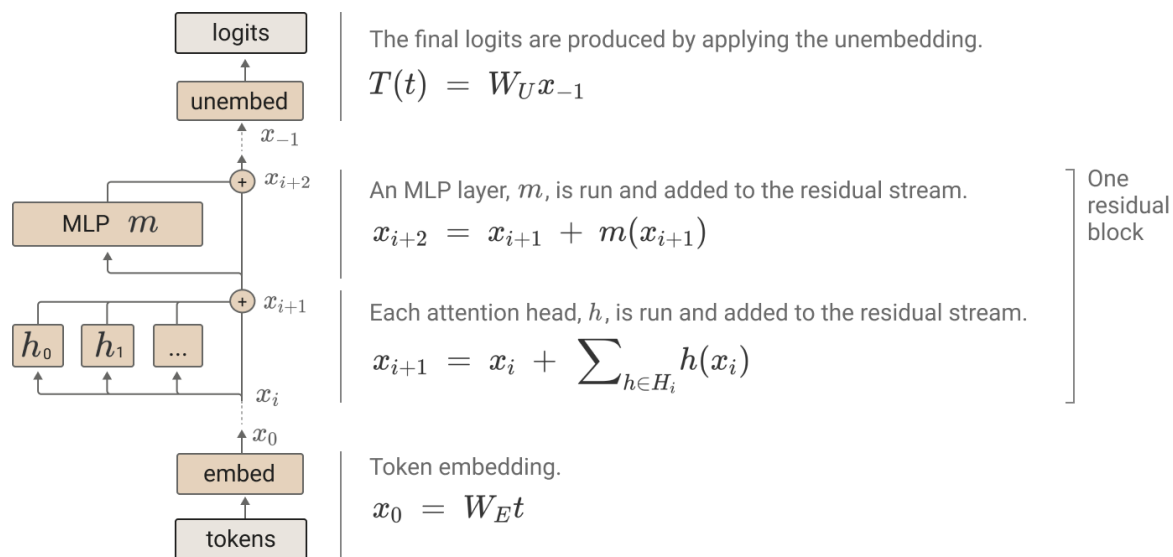 logits
The final logits are produced by applying the unembedding.
T(t) = W_U x_{-1}
unembed
x_{-1}
x_{i+2}
+
An MLP layer, m, is run and added to the residual stream.
MLP m
x_{i+2} = x_{i+1} + m(x_{i+1})
One
residual
block
x_{i+1}
+
Each attention head, h, is run and added to the residual stream.
h_0 h_1 ...
x_{i+1} = x_i + ∑_{h∈H_i} h(x_i)
x_i
x_0
embed
Token embedding.
x_0 = W_E t
tokens